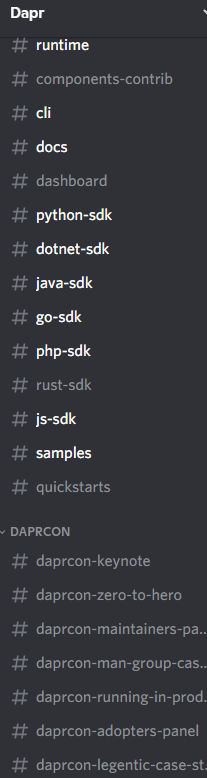 Dapr
# runtime
# components-contrib
# cli
# docs
# dashboard
# python-sdk
# dotnet-sdk
# java-sdk
# go-sdk
# php-sdk
# rust-sdk
# js-sdk
# samples
# quickstarts
DAPRCON
# daprcon-keynote
# daprcon-zero-to-hero
# daprcon-maintainers-pa...
# daprcon-man-group-cas...
# daprcon-running-in-prod...
# daprcon-adopters-panel
# daprcon-legentic-case-st...